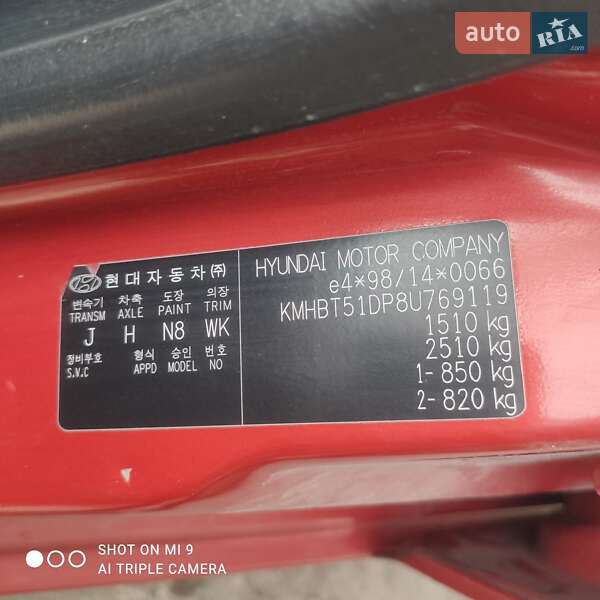 auto RIA.com
현대자동차㈜
변속기 차축 도장 의장
TRANSM AXLE PAINT TRIM
J H N8 WK
정비부호 형식 승인 번호
S.V.C APPD MODEL NO
HYUNDAI MOTOR COMPANY
e4*98/14*0066
KMHBT51DP8U769119
1510 kg
2510 kg
1- 850 kg
2- 820 kg
SHOT ON MI 9
AI TRIPLE CAMERA